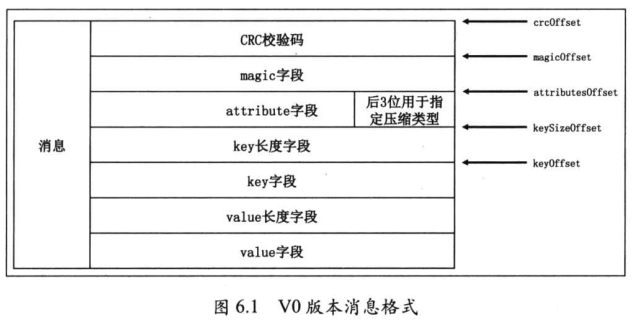 crcOffset
CRC校验码
magicOffset
magic字段
attributesOffset
attribute字段
后3位用于指
定压缩类型
keySizeOffset
消息
key长度字段
keyOffset
key字段
value长度字段
value字段
图 6.1 V0 版本消息格式